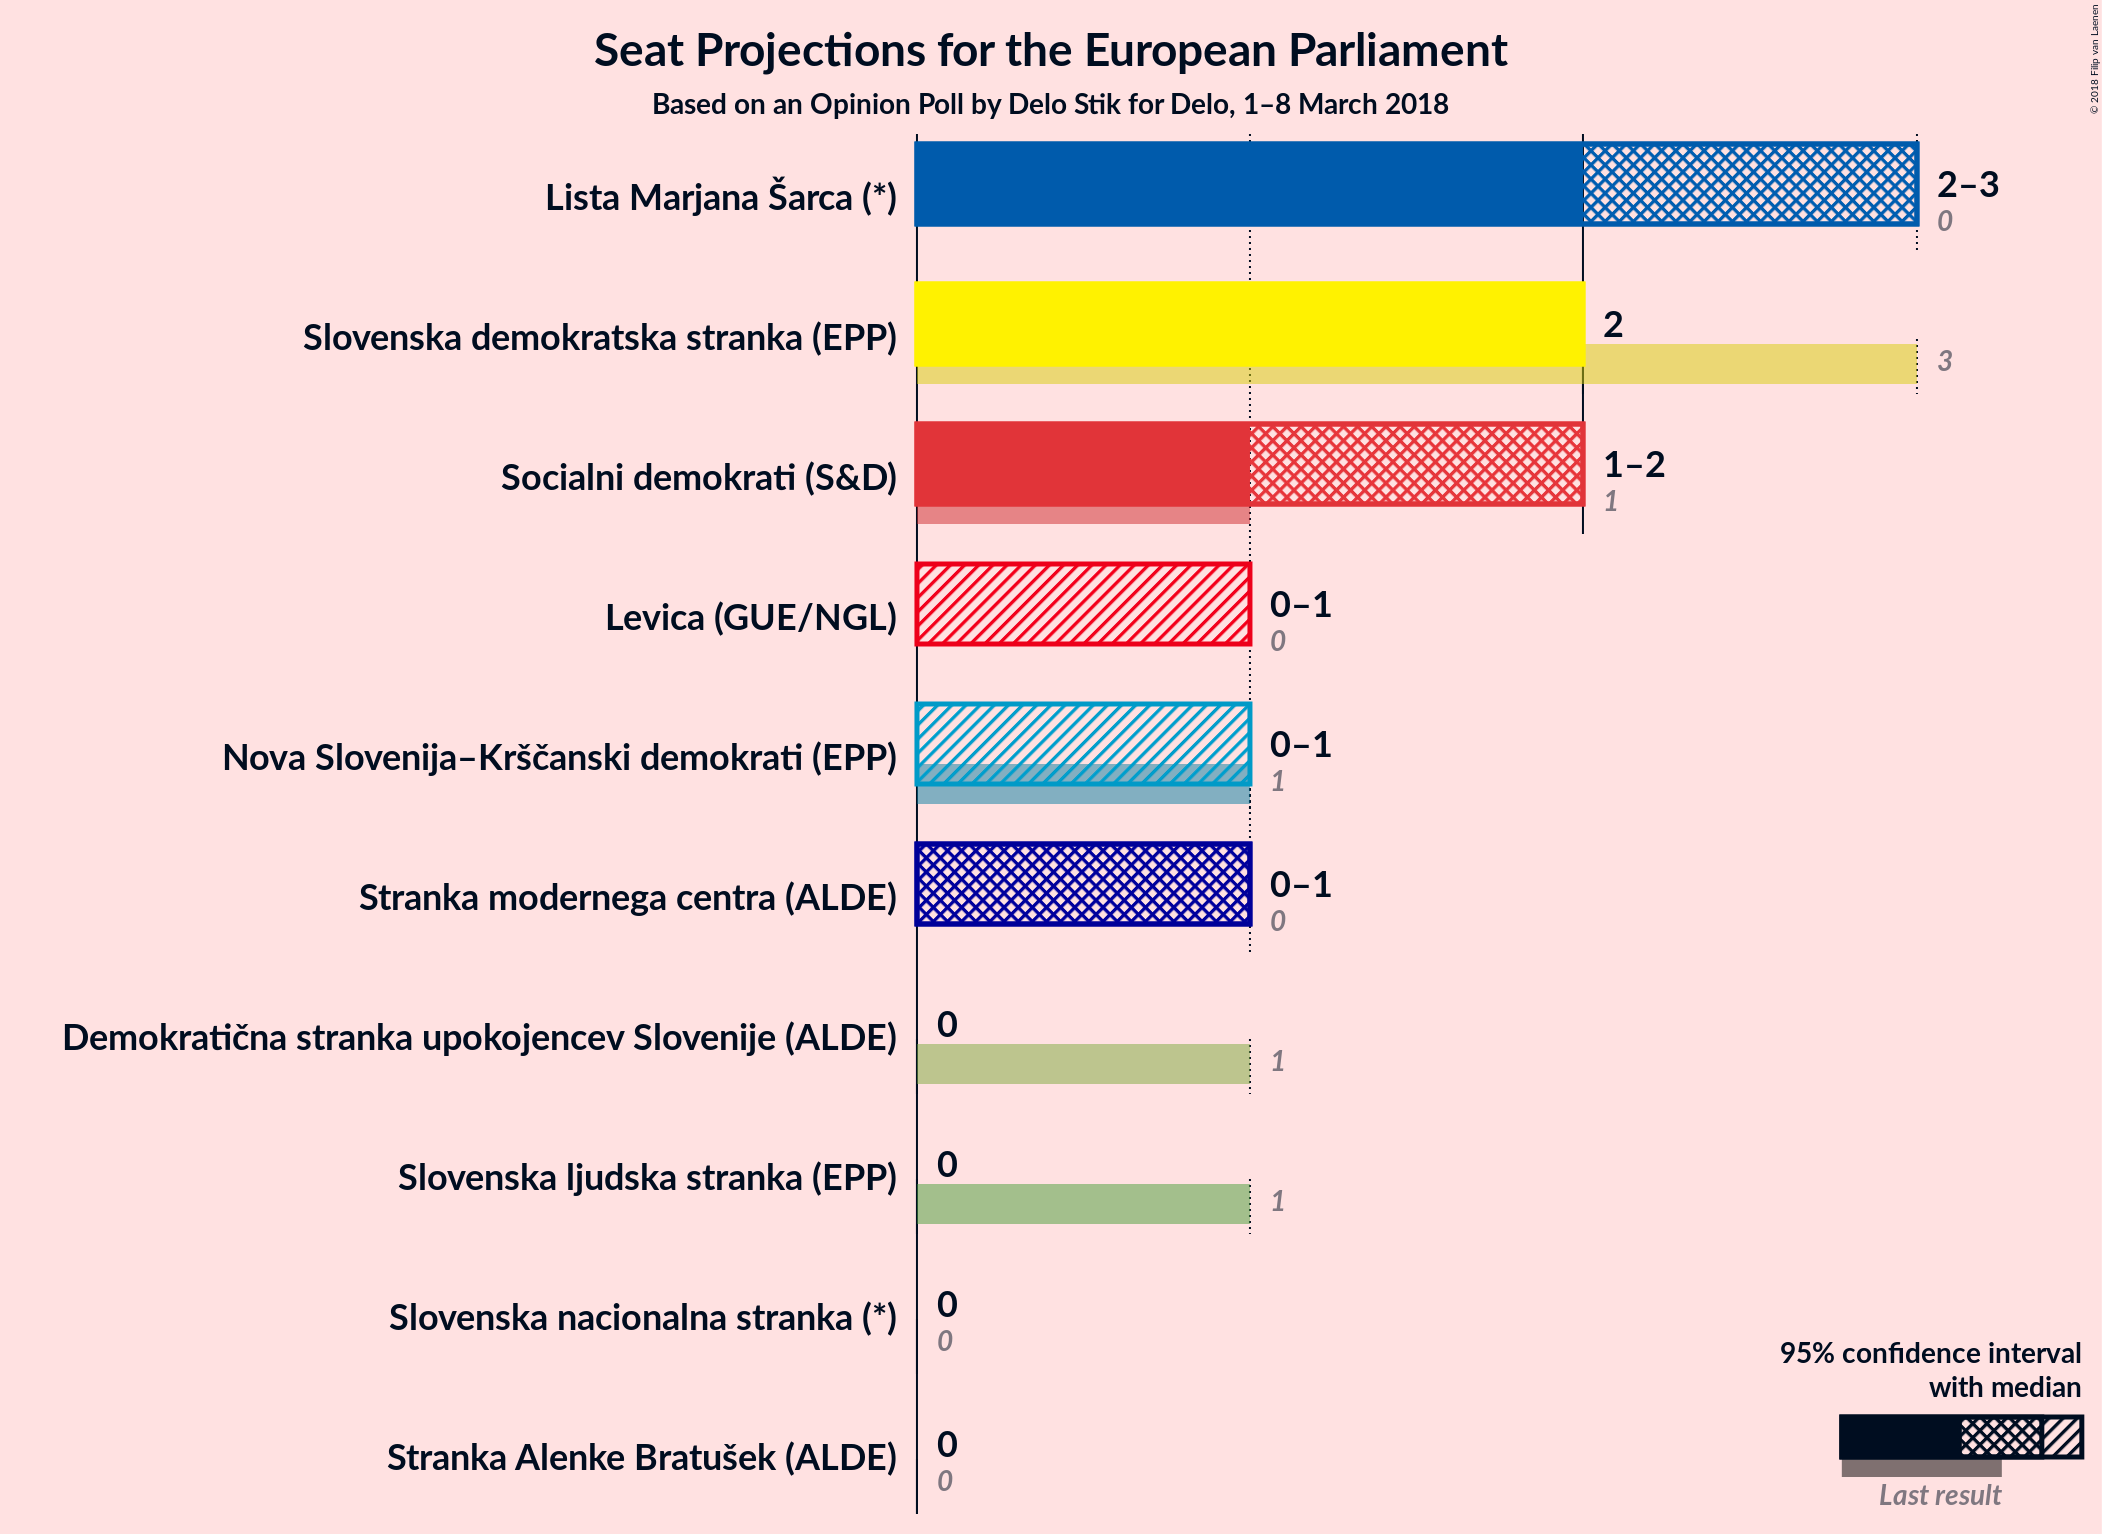 Seat Projections for the European Parliament
Based on an Opinion Poll by Delo Stik for Delo, 1–8 March 2018
© 2018 Filip van Laenen
Lista Marjana Šarca (*)
2–3
0
Slovenska demokratska stranka (EPP)
2
3
Socialni demokrati (S&D)
1–2
1
Levica (GUE/NGL)
0–1
0
Nova Slovenija–Krščanski demokrati (EPP)
0–1
1
Stranka modernega centra (ALDE)
0–1
0
Demokratična stranka upokojencev Slovenije (ALDE)
0
1
Slovenska ljudska stranka (EPP)
0
1
Slovenska nacionalna stranka (*)
0
0
Stranka Alenke Bratušek (ALDE)
0
0
95% confidence interval
with median
Last result